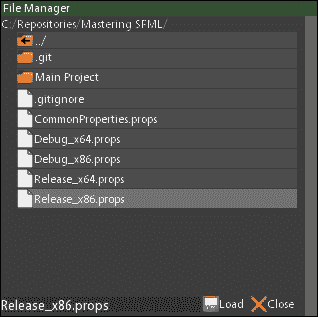 File Manager
C:/Repositories/Mastering SFML/
../
.git
Main Project
.gitignore
CommonProperties.props
Debug_x64.props
Debug_x86.props
Release_x64.props
Release_x86.props
Release_x86.props Load Close